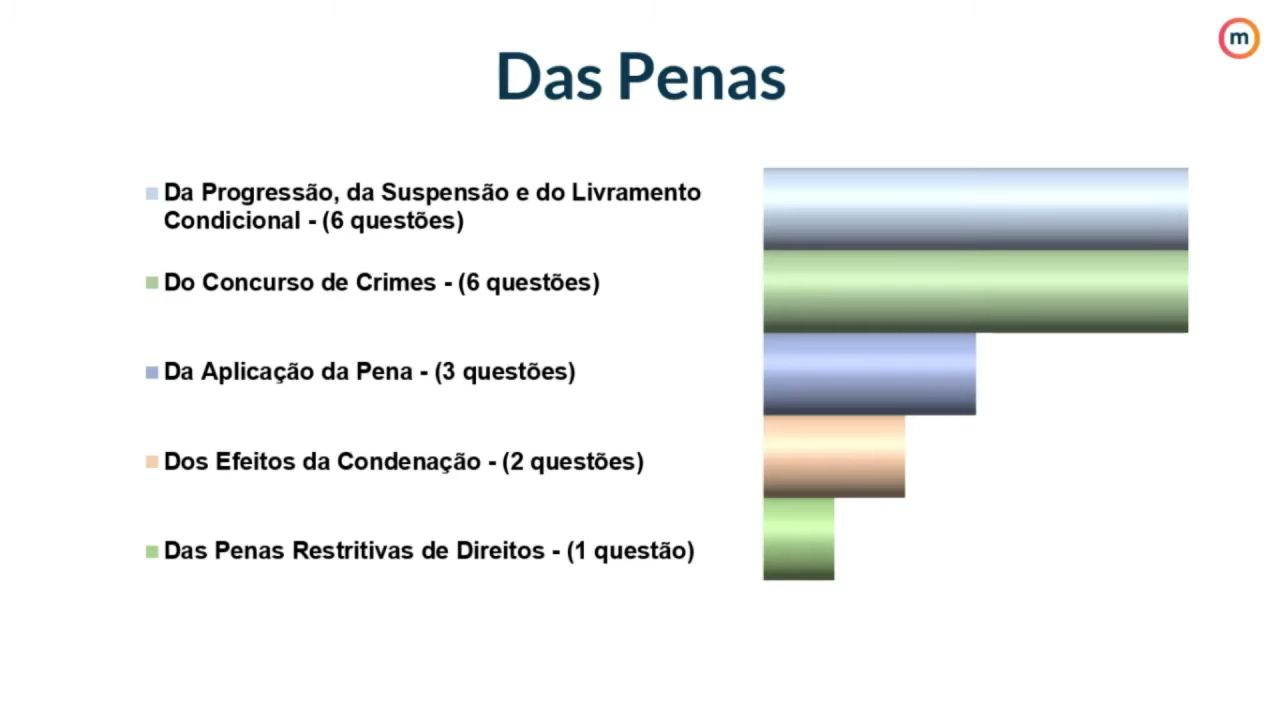 m
Das Penas
Da Progressão, da Suspensão e do Livramento
Condicional - (6 questões)
Do Concurso de Crimes - (6 questões)
Da Aplicação da Pena - (3 questões)
Dos Efeitos da Condenação - (2 questões)
Das Penas Restritivas de Direitos - (1 questão)